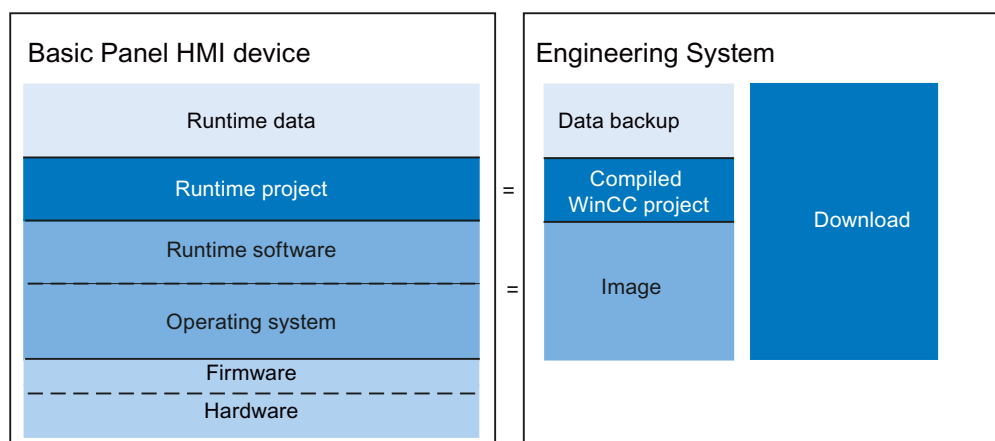 Basic Panel HMI device
Runtime data
Runtime project
Runtime software
Operating system
Firmware
Hardware
=
=
Engineering System
Data backup
Compiled
WinCC project
Image
Download